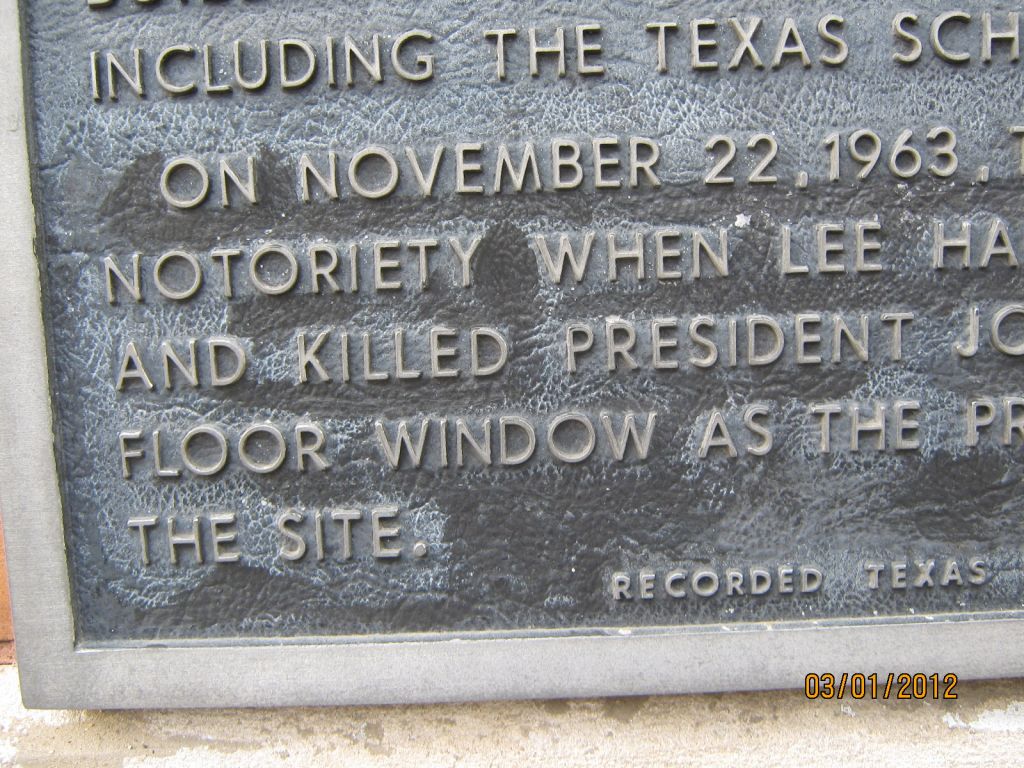 INCLUDING THE TEXAS SCH
ON NOVEMBER 22, 1963, T
NOTORIETY WHEN LEE HA
AND KILLED PRESIDENT JO
FLOOR WINDOW AS THE PR
THE SITE.
RECORDED TEXAS
03/01/2012